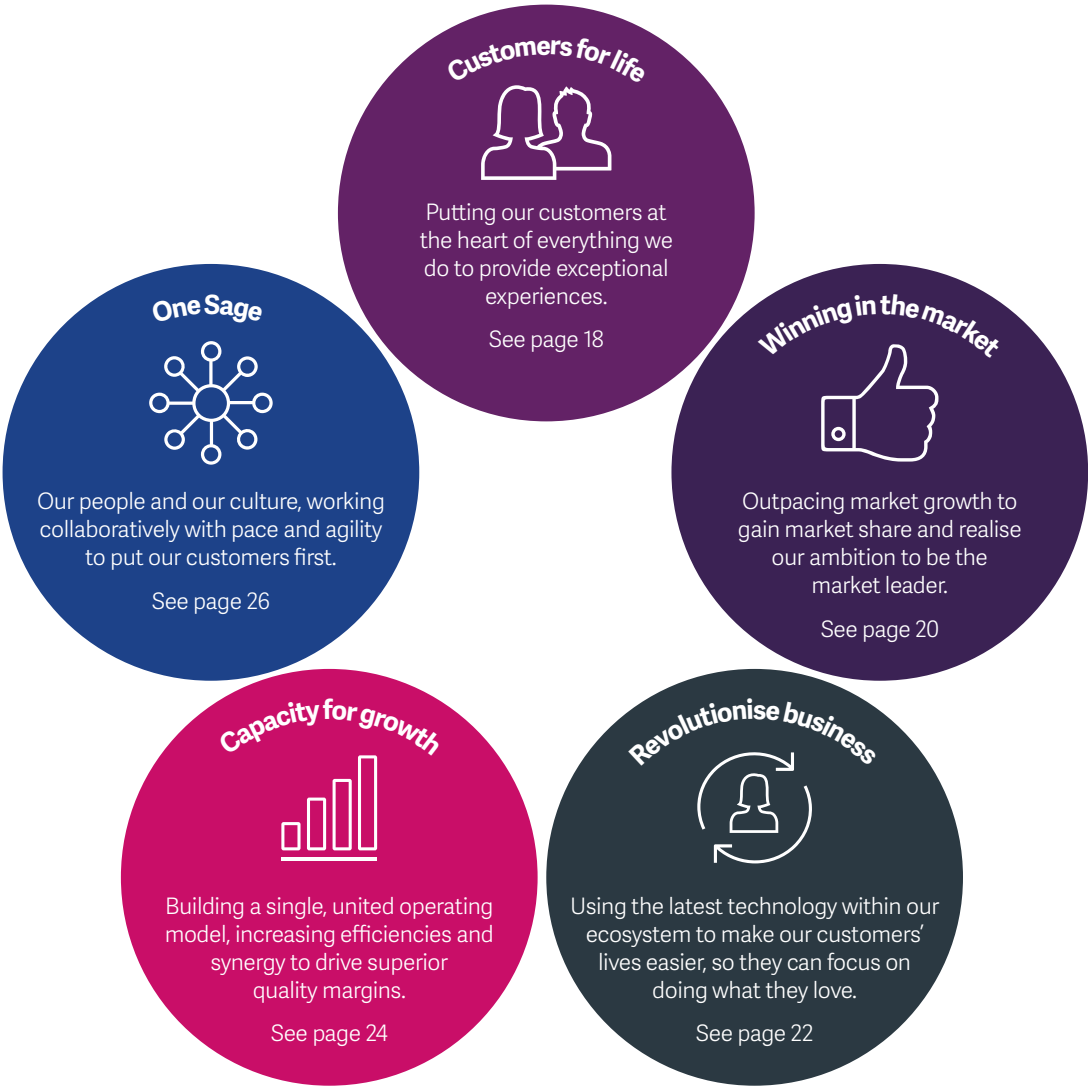 Customers for life
Putting our customers at
the heart of everything we
do to provide exceptional
experiences.
See page 18
One Sage
Our people and our culture, working
collaboratively with pace and agility
to put our customers first.
See page 26
Winning in the market
Outpacing market growth to
gain market share and realise
our ambition to be the
market leader.
See page 20
Capacity for growth
Building a single, united operating
model, increasing efficiencies and
synergy to drive superior
quality margins.
See page 24
Revolutionise business
Using the latest technology within our
ecosystem to make our customers’
lives easier, so they can focus on
doing what they love.
See page 22